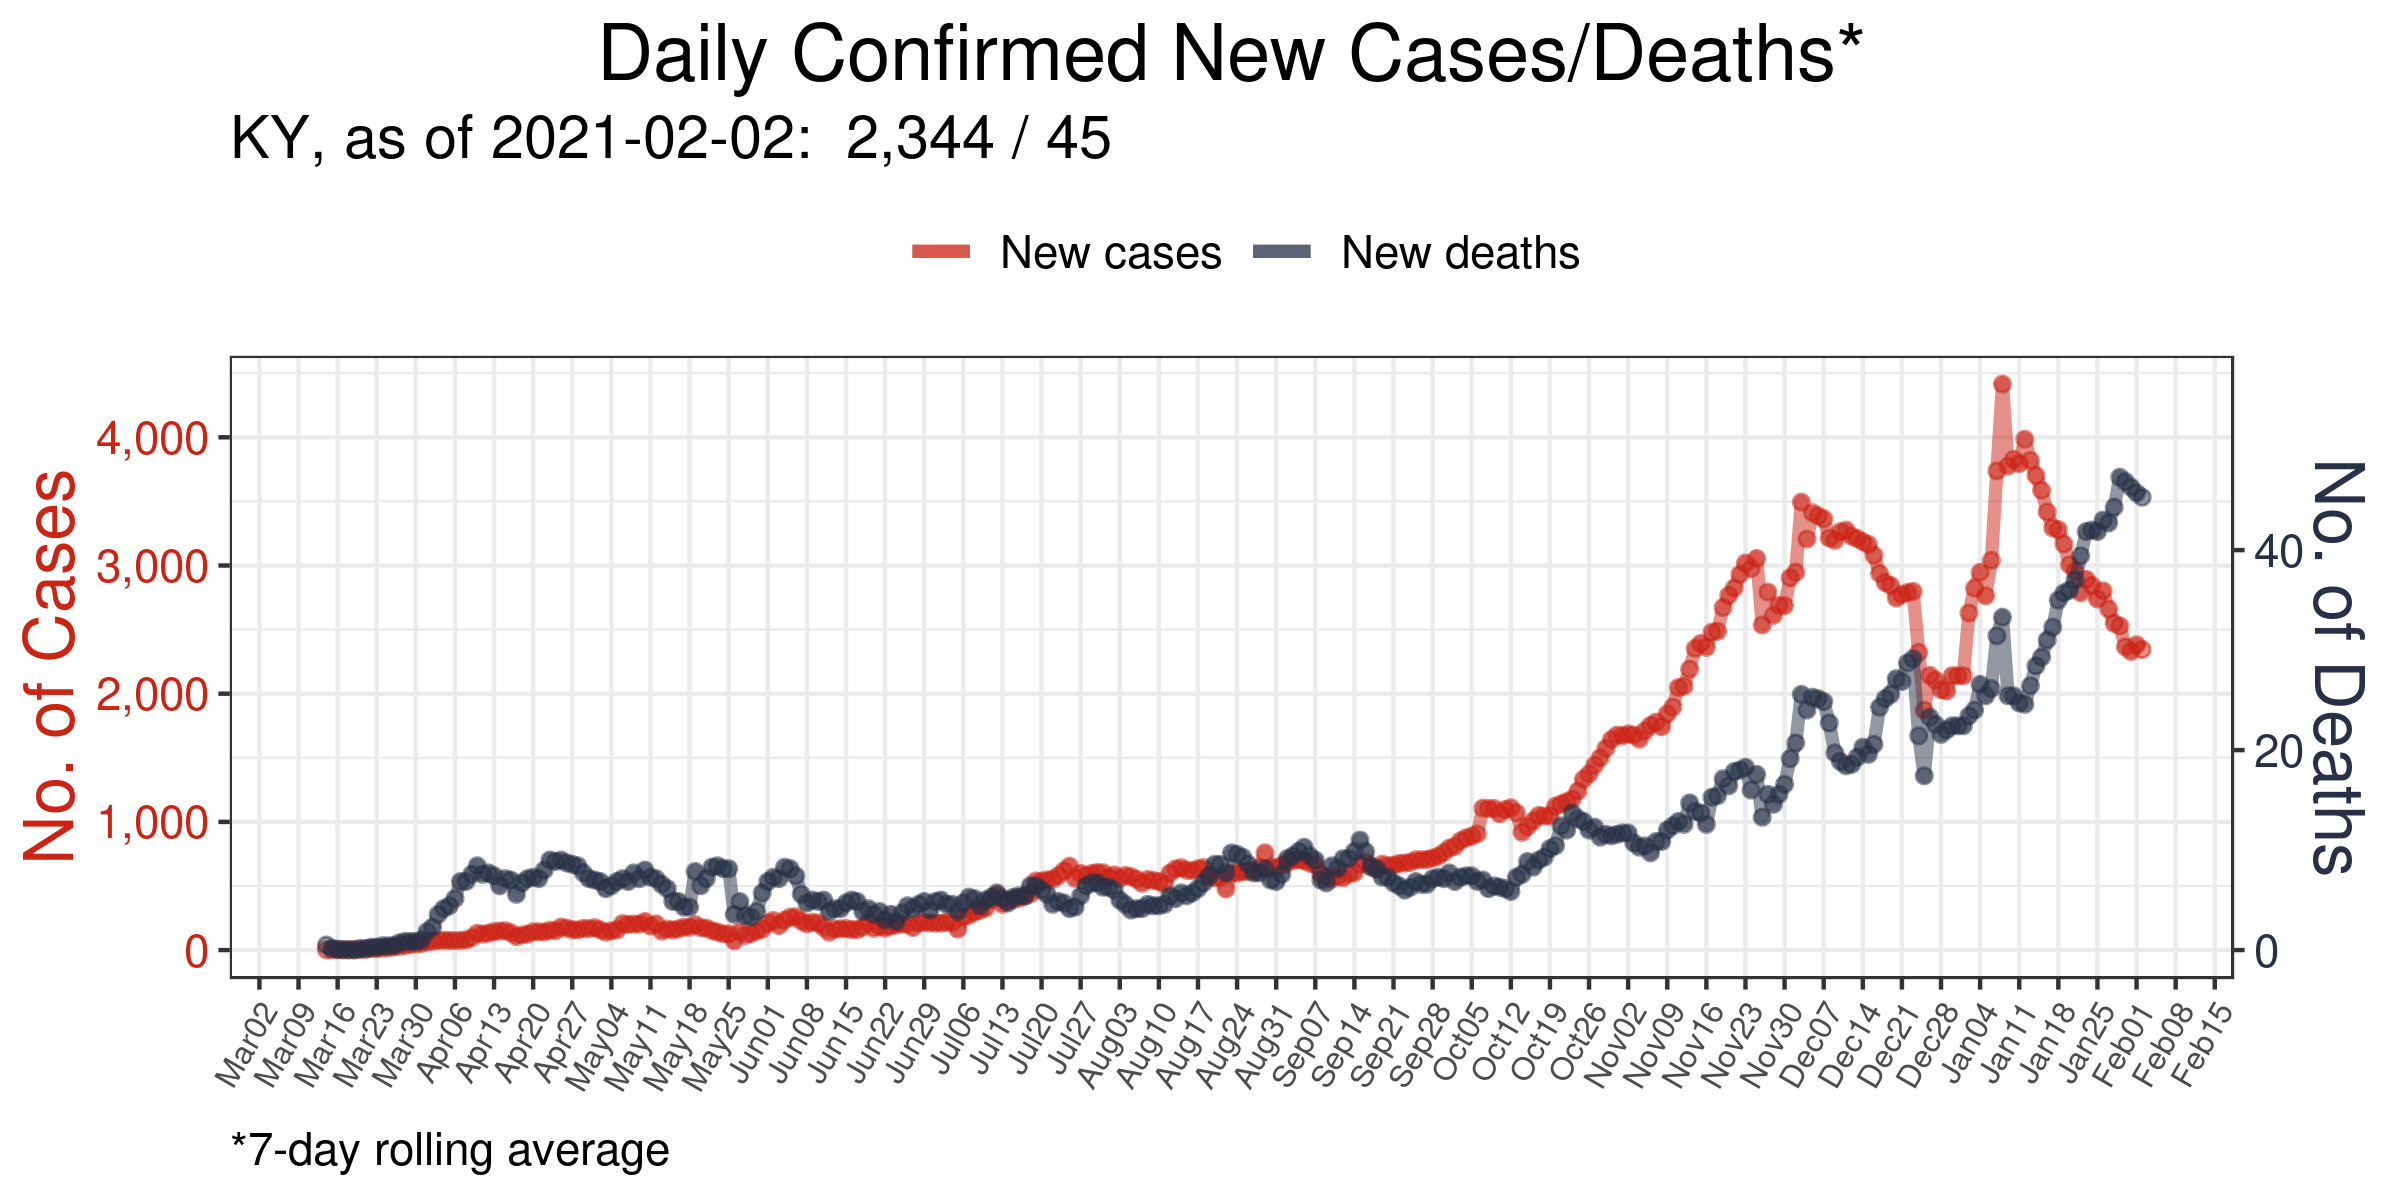 Daily Confirmed New Cases/Deaths*
KY, as of 2021-02-02:  2,344 / 45
New cases
New deaths
No. of Cases
4,000
3,000
2,000
1,000
0
No. of Deaths
40
20
0
Mar02
Mar09
Mar16
Mar23
Mar30
Apr06
Apr13
Apr20
Apr27
May04
May11
May18
May25
Jun01
Jun08
Jun15
Jun22
Jun29
Jul06
Jul13
Jul20
Jul27
Aug03
Aug10
Aug17
Aug24
Aug31
Sep07
Sep14
Sep21
Sep28
Oct05
Oct12
Oct19
Oct26
Nov02
Nov09
Nov16
Nov23
Nov30
Dec07
Dec14
Dec21
Dec28
Jan04
Jan11
Jan18
Jan25
Feb01
Feb08
Feb15
*7-day rolling average